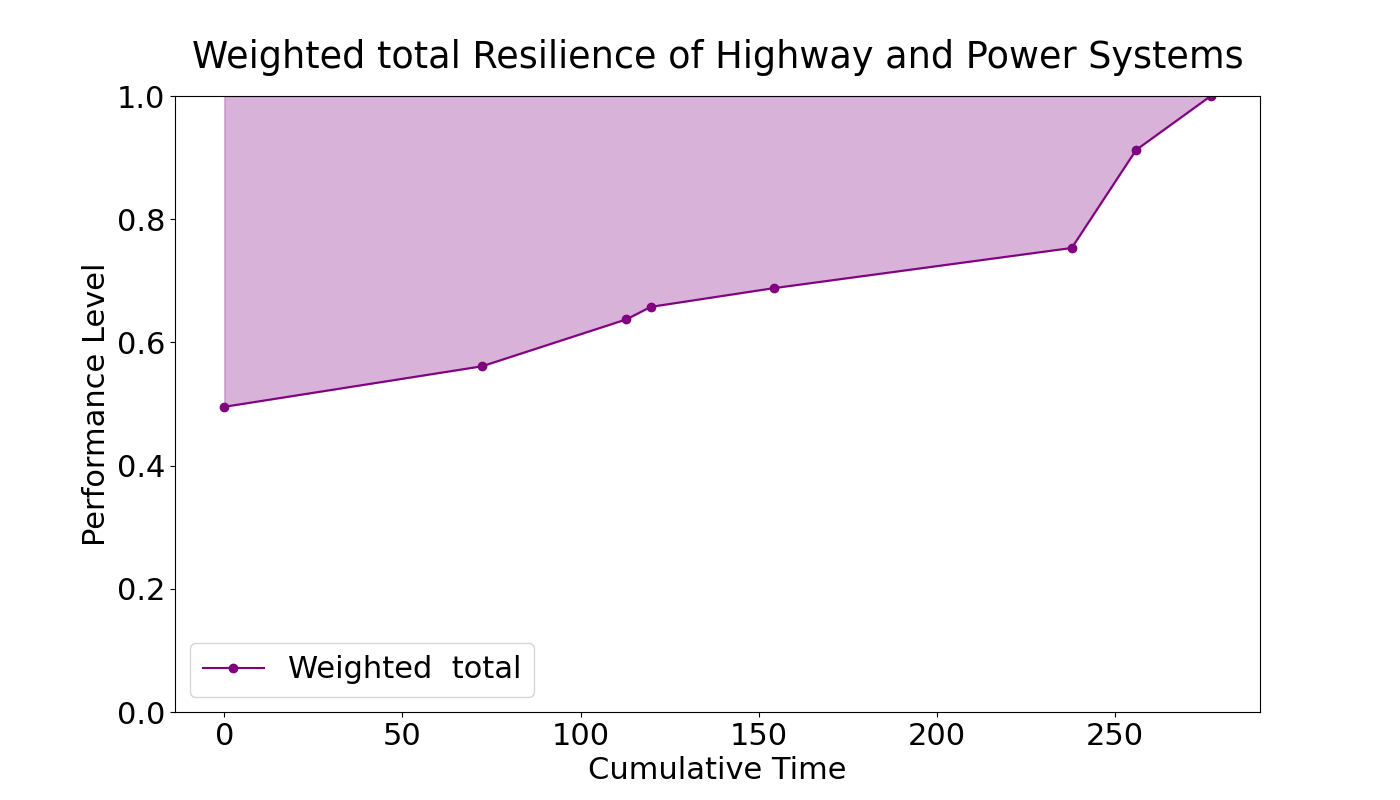 Weighted total Resilience of Highway and Power Systems
1.0
0.8
0.6
0.4
0.2
0.0
Performance Level
Weighted  total
0 50 100 150 200 250
Cumulative Time